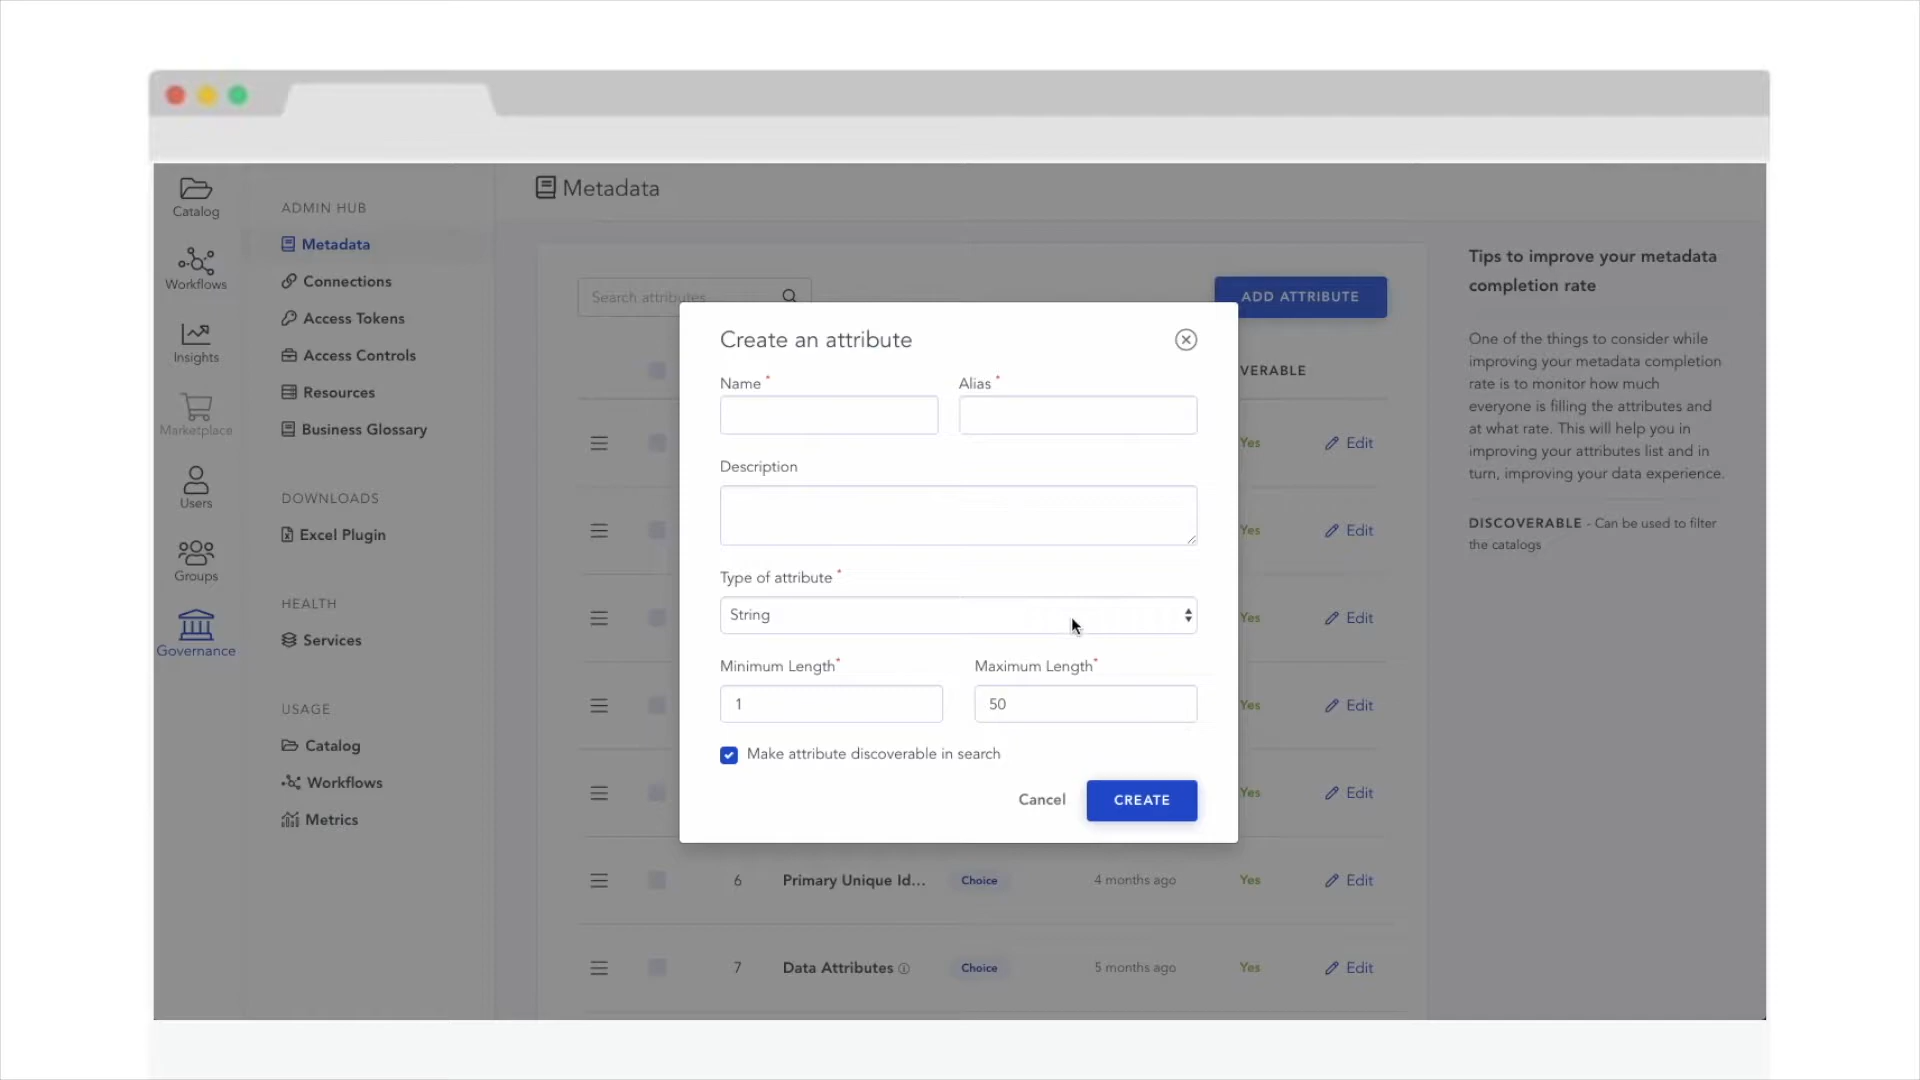 Catalog
Workflows
Insights
Marketplace
Users
Groups
Governance
ADMIN HUB
Metadata
Connections
Access Tokens
Access Controls
Resources
Business Glossary
DOWNLOADS
Excel Plugin
HEALTH
Services
USAGE
Catalog
Workflows
Metrics
Metadata
Search attributes
ADD ATTRIBUTE
VERABLE
Yes Edit
Yes Edit
Yes Edit
Yes Edit
Yes Edit
6 Primary Unique Id... Choice 4 months ago Yes Edit
7 Data Attributes Choice 5 months ago Yes Edit
Create an attribute
Name * Alias *
Description
Type of attribute *
String
Minimum Length* Maximum Length*
1 50
Make attribute discoverable in search
Cancel CREATE
Tips to improve your metadata
completion rate
One of the things to consider while
improving your metadata completion
rate is to monitor how much
everyone is filling the attributes and
at what rate. This will help you in
improving your attributes list and in
turn, improving your data experience.
DISCOVERABLE - Can be used to filter
the catalogs